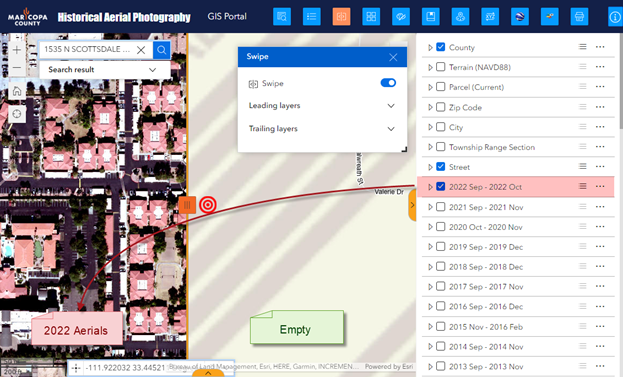 MARICOPA
COUNTY
Historical Aerial Photography
GIS Portal
1535 N SCOTTSDALE ...
Search result
Swipe
Swipe
Leading layers
Trailing layers
Valerie Dr
2022 Aerials
Empty
-111.922032 33.44521
Bureau of Land Management, Esri, HERE, Garmin, INCREMEN...
Powered by Esri
County
Terrain (NAVD88)
Parcel (Current)
Zip Code
City
Township Range Section
Street
2022 Sep - 2022 Oct
2021 Sep - 2021 Nov
2020 Oct - 2020 Nov
2019 Sep - 2019 Dec
2018 Sep - 2018 Dec
2017 Sep - 2017 Nov
2016 Sep - 2016 Dec
2015 Nov - 2016 Feb
2014 Sep - 2014 Nov
2013 Sep - 2013 Nov